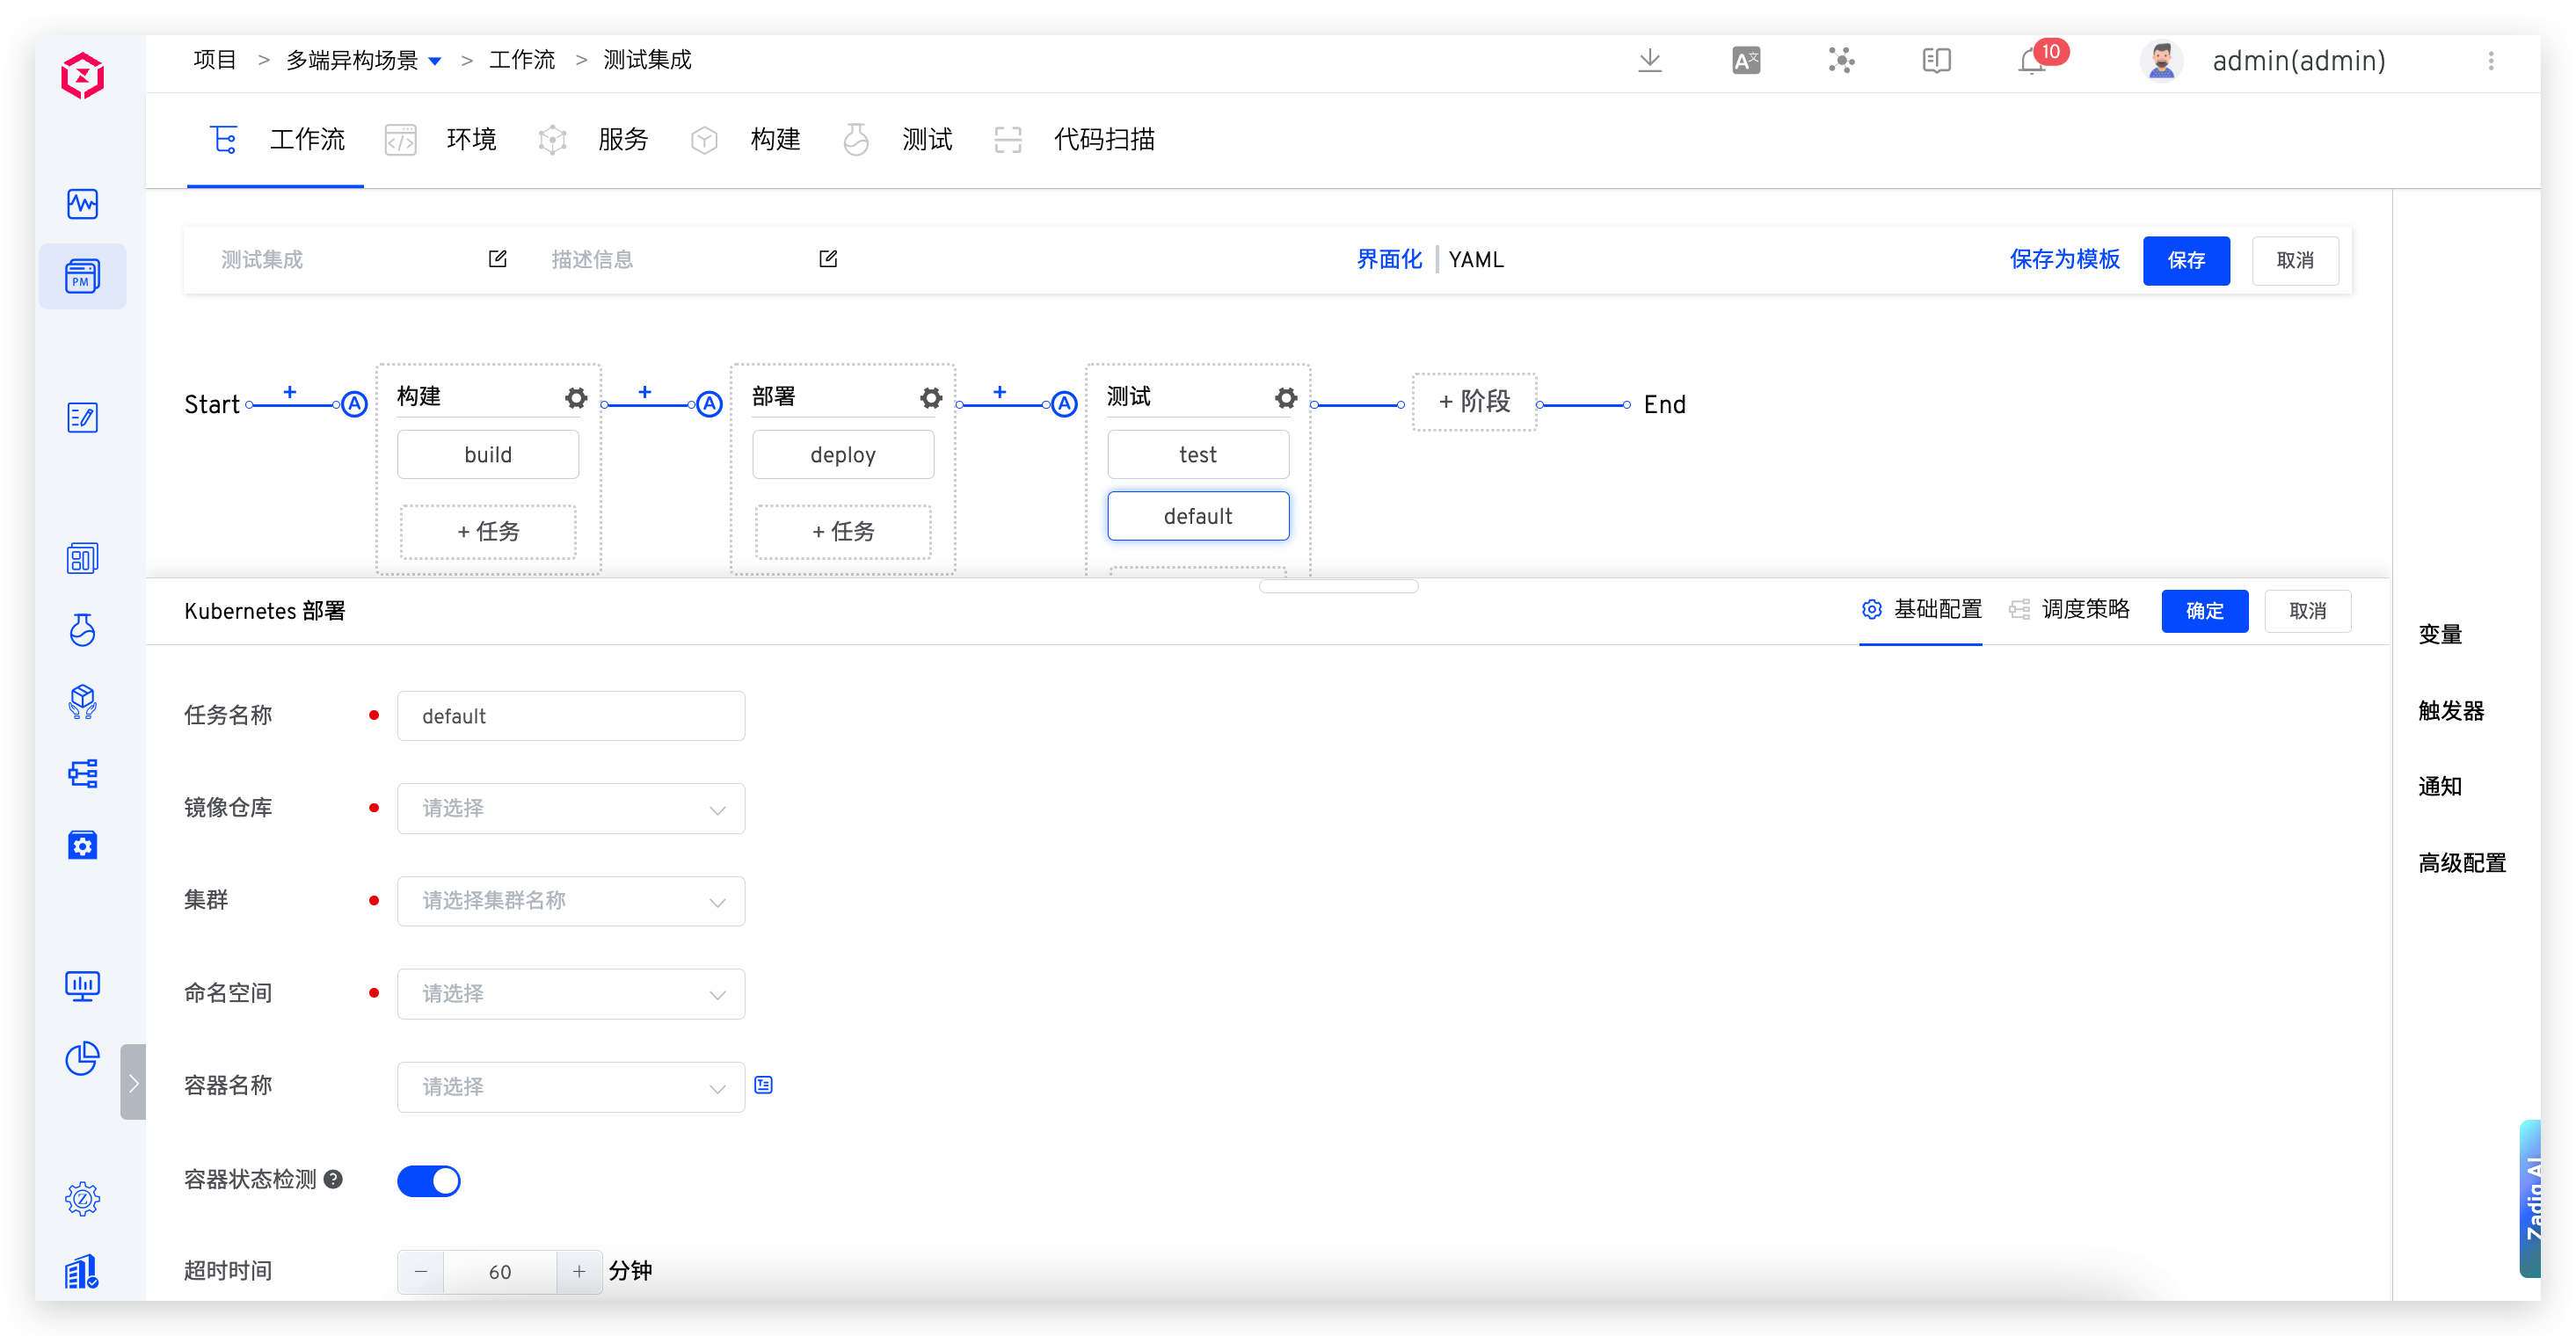 项目 > 多端异构场景 > 工作流 > 测试集成
10
admin(admin)
工作流 环境 服务 构建 测试 代码扫描
PM
测试集成 描述信息 界面化 YAML 保存为模板 保存 取消
Start + A 构建 + A 部署 + A 测试 + 阶段 End
build deploy test
default
+ 任务 + 任务
Kubernetes 部署 基础配置 调度策略 确定 取消
变量
触发器
通知
高级配置
任务名称 default
镜像仓库 请选择
集群 请选择集群名称
命名空间 请选择
容器名称 请选择
容器状态检测 ?
超时时间 − 60 + 分钟
Zadig AI